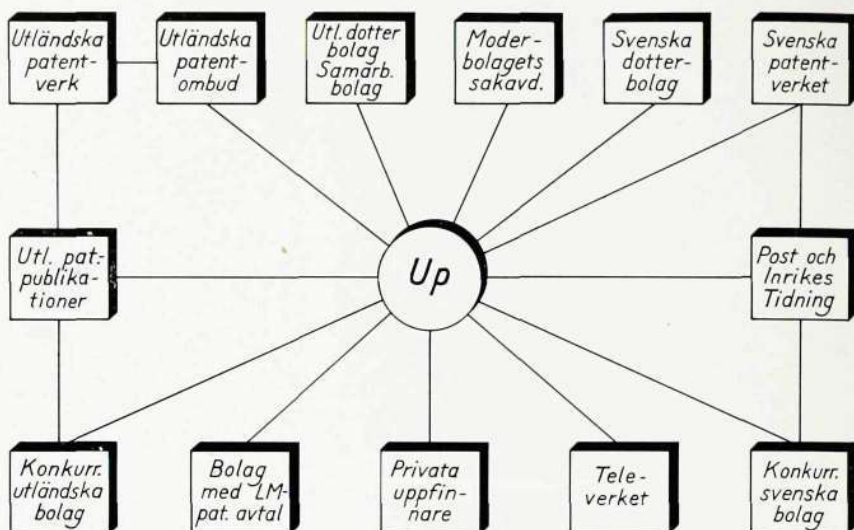 Utländska
patent-
verk
Utländska
patent-
ombud
Utl. dotter
bolag
Samarb.
bolag
Moder-
bolagets
sakavd.
Svenska
dotter-
bolag
Svenska
patent-
verket
Utl. pat.-
publika-
tioner
Up
Post och
Inrikes
Tidning
Konkurr.
utländska
bolag
Bolag
med LM-
pat. avtal
Privata
uppfin-
nare
Tele-
verket
Konkurr.
svenska
bolag